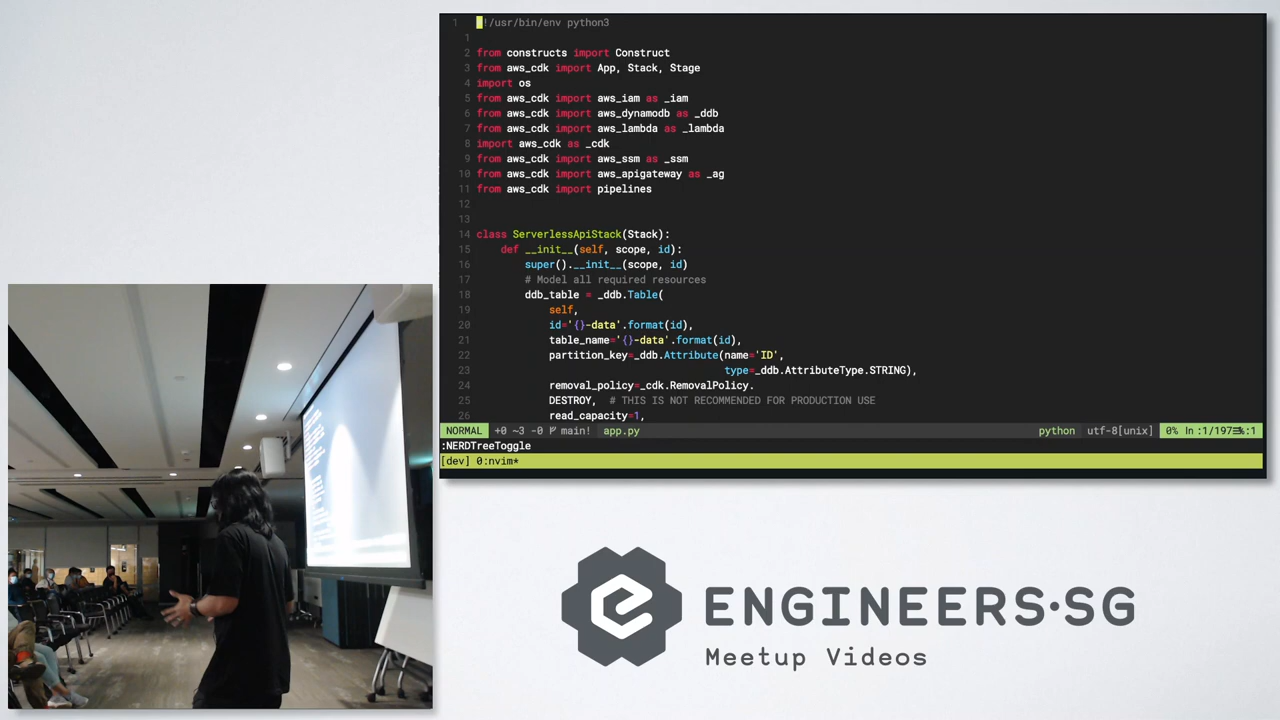 1 #!/usr/bin/env python3
1
2 from constructs import Construct
3 from aws_cdk import App, Stack, Stage
4 import os
5 from aws_cdk import aws_iam as _iam
6 from aws_cdk import aws_dynamodb as _ddb
7 from aws_cdk import aws_lambda as _lambda
8 import aws_cdk as _cdk
9 from aws_cdk import aws_ssm as _ssm
10 from aws_cdk import aws_apigateway as _ag
11 from aws_cdk import pipelines
12
13
14 class ServerlessApiStack(Stack):
15 def __init__(self, scope, id):
16 super().__init__(scope, id)
17 # Model all required resources
18 ddb_table = _ddb.Table(
19 self,
20 id='{}-data'.format(id),
21 table_name='{}-data'.format(id),
22 partition_key=_ddb.Attribute(name='ID',
23 type=_ddb.AttributeType.STRING),
24 removal_policy=_cdk.RemovalPolicy.
25 DESTROY, # THIS IS NOT RECOMMENDED FOR PRODUCTION USE
26 read_capacity=1,
NORMAL +0 ~3 -0 main! app.py python utf-8[unix] 0% ln :1/197 :1
:NERDTreeToggle
[dev] 0:nvim*
ENGINEERS·SG
Meetup Videos